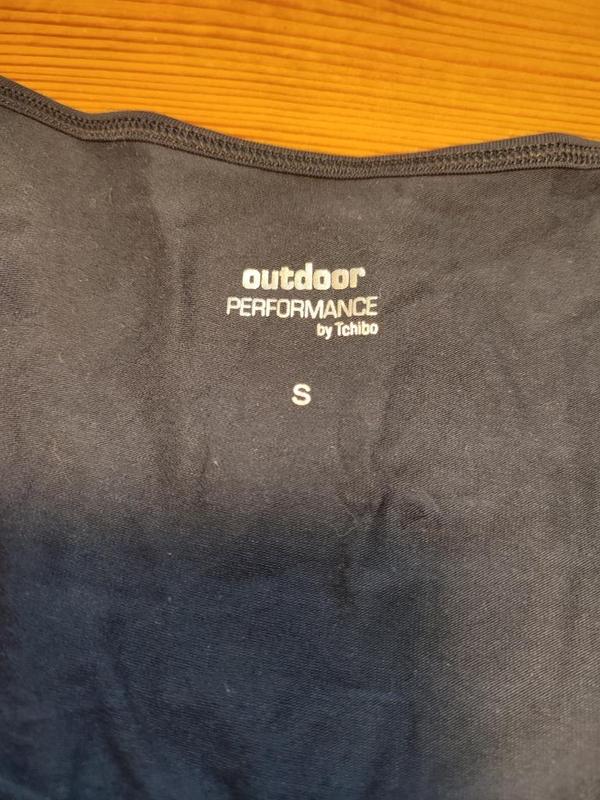 outdoor
PERFORMANCE
by Tchibo
S